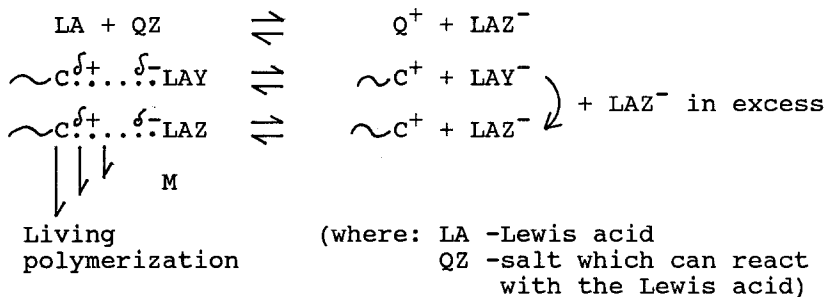 LA + QZ ⇌ Q⁺ + LAZ⁻
～C^δ+.....^δ-LAY ⇌ ～C⁺ + LAY⁻
+ LAZ⁻ in excess
～C^δ+.....^δ-LAZ ⇌ ～C⁺ + LAZ⁻
M
Living polymerization
(where: LA -Lewis acid
QZ -salt which can react
with the Lewis acid)